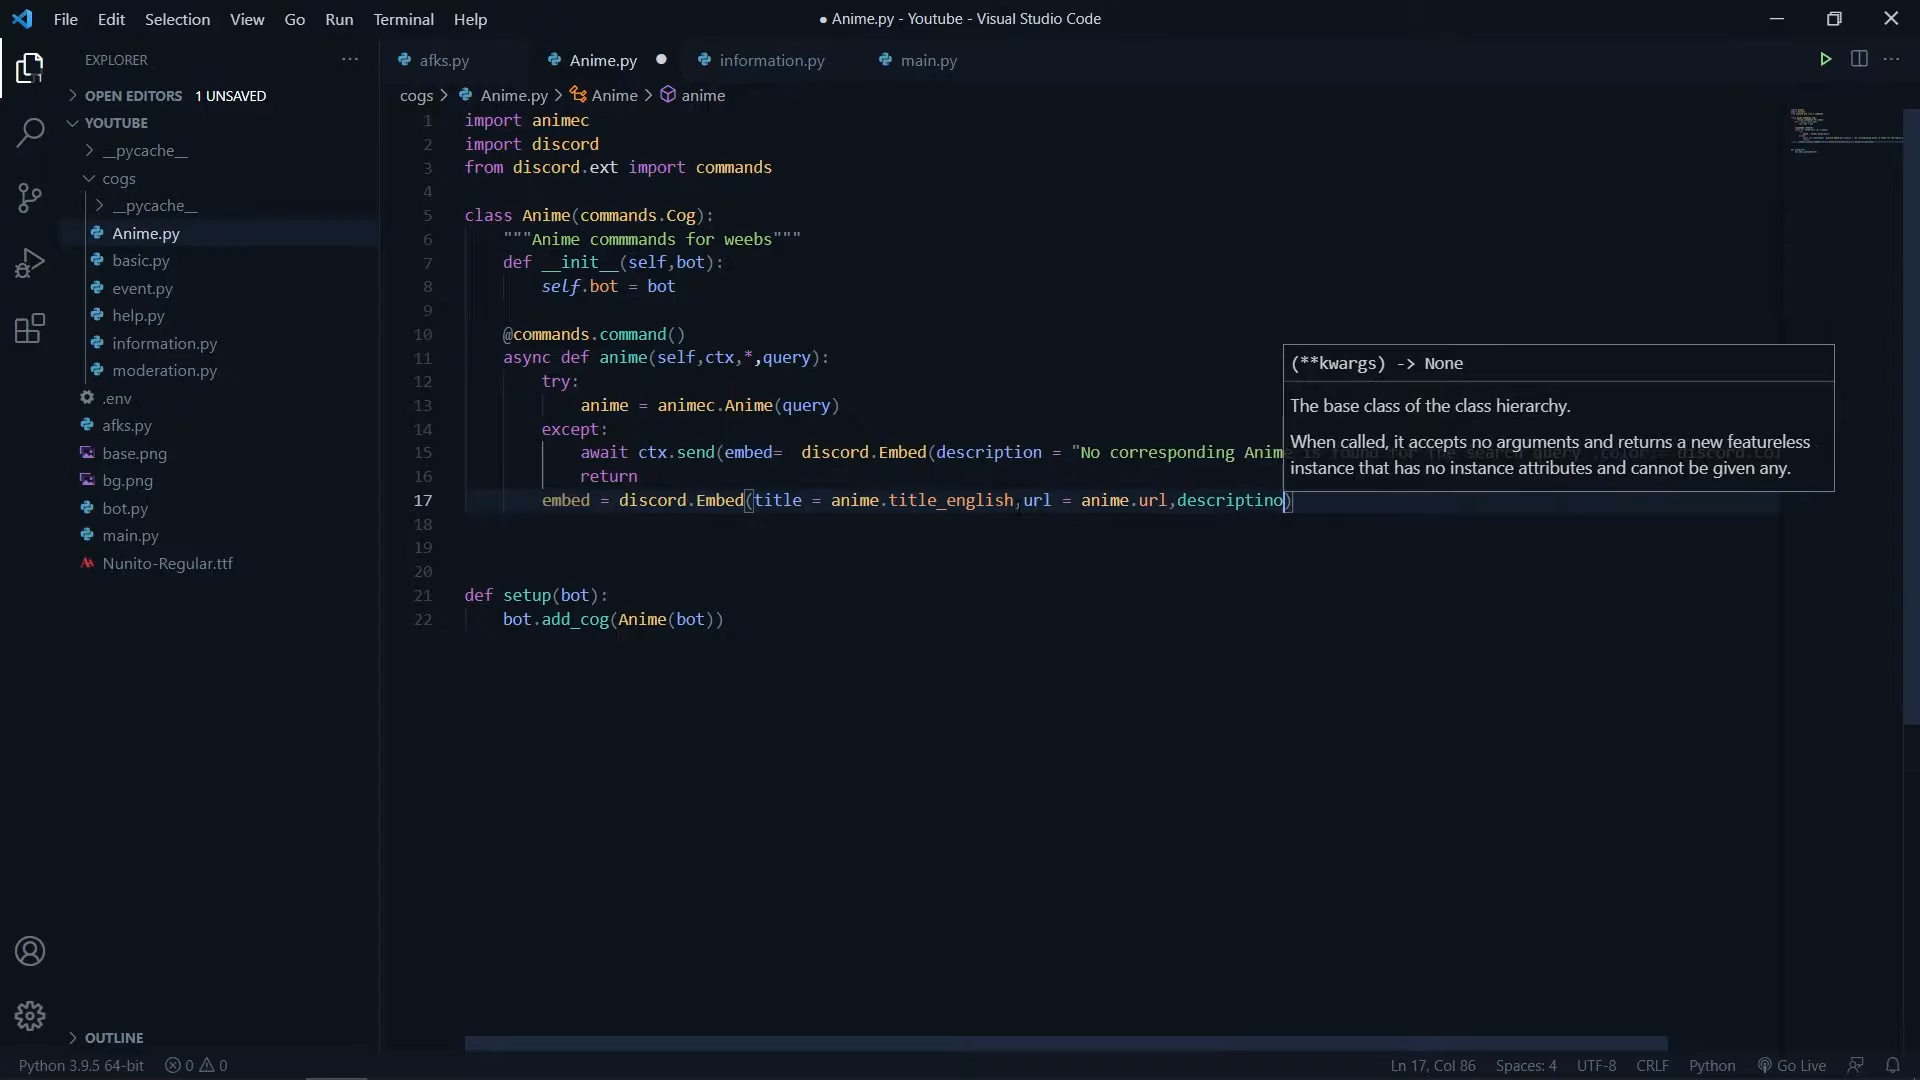 File Edit Selection View Go Run Terminal Help
● Anime.py - Youtube - Visual Studio Code
EXPLORER
OPEN EDITORS 1 UNSAVED
YOUTUBE
__pycache__
cogs
__pycache__
Anime.py
basic.py
event.py
help.py
information.py
moderation.py
.env
afks.py
base.png
bg.png
bot.py
main.py
Nunito-Regular.ttf
OUTLINE
afks.py Anime.py information.py main.py
cogs > Anime.py > Anime > anime
1 import animec
2 import discord
3 from discord.ext import commands
4
5 class Anime(commands.Cog):
6 """Anime commmands for weebs"""
7 def __init__(self,bot):
8 self.bot = bot
9
10 @commands.command()
11 async def anime(self,ctx,*,query):
12 try:
13 anime = animec.Anime(query)
14 except:
15 await ctx.send(embed=  discord.Embed(description = "No corresponding Anime is found for the search query",color= discord.Col
16 return
17 embed = discord.Embed(title = anime.title_english,url = anime.url,descriptino)
18
19
20
21 def setup(bot):
22 bot.add_cog(Anime(bot))
(**kwargs) -> None
The base class of the class hierarchy.
When called, it accepts no arguments and returns a new featureless
instance that has no instance attributes and cannot be given any.
Python 3.9.5 64-bit 0 0 Ln 17, Col 86 Spaces: 4 UTF-8 CRLF Python Go Live